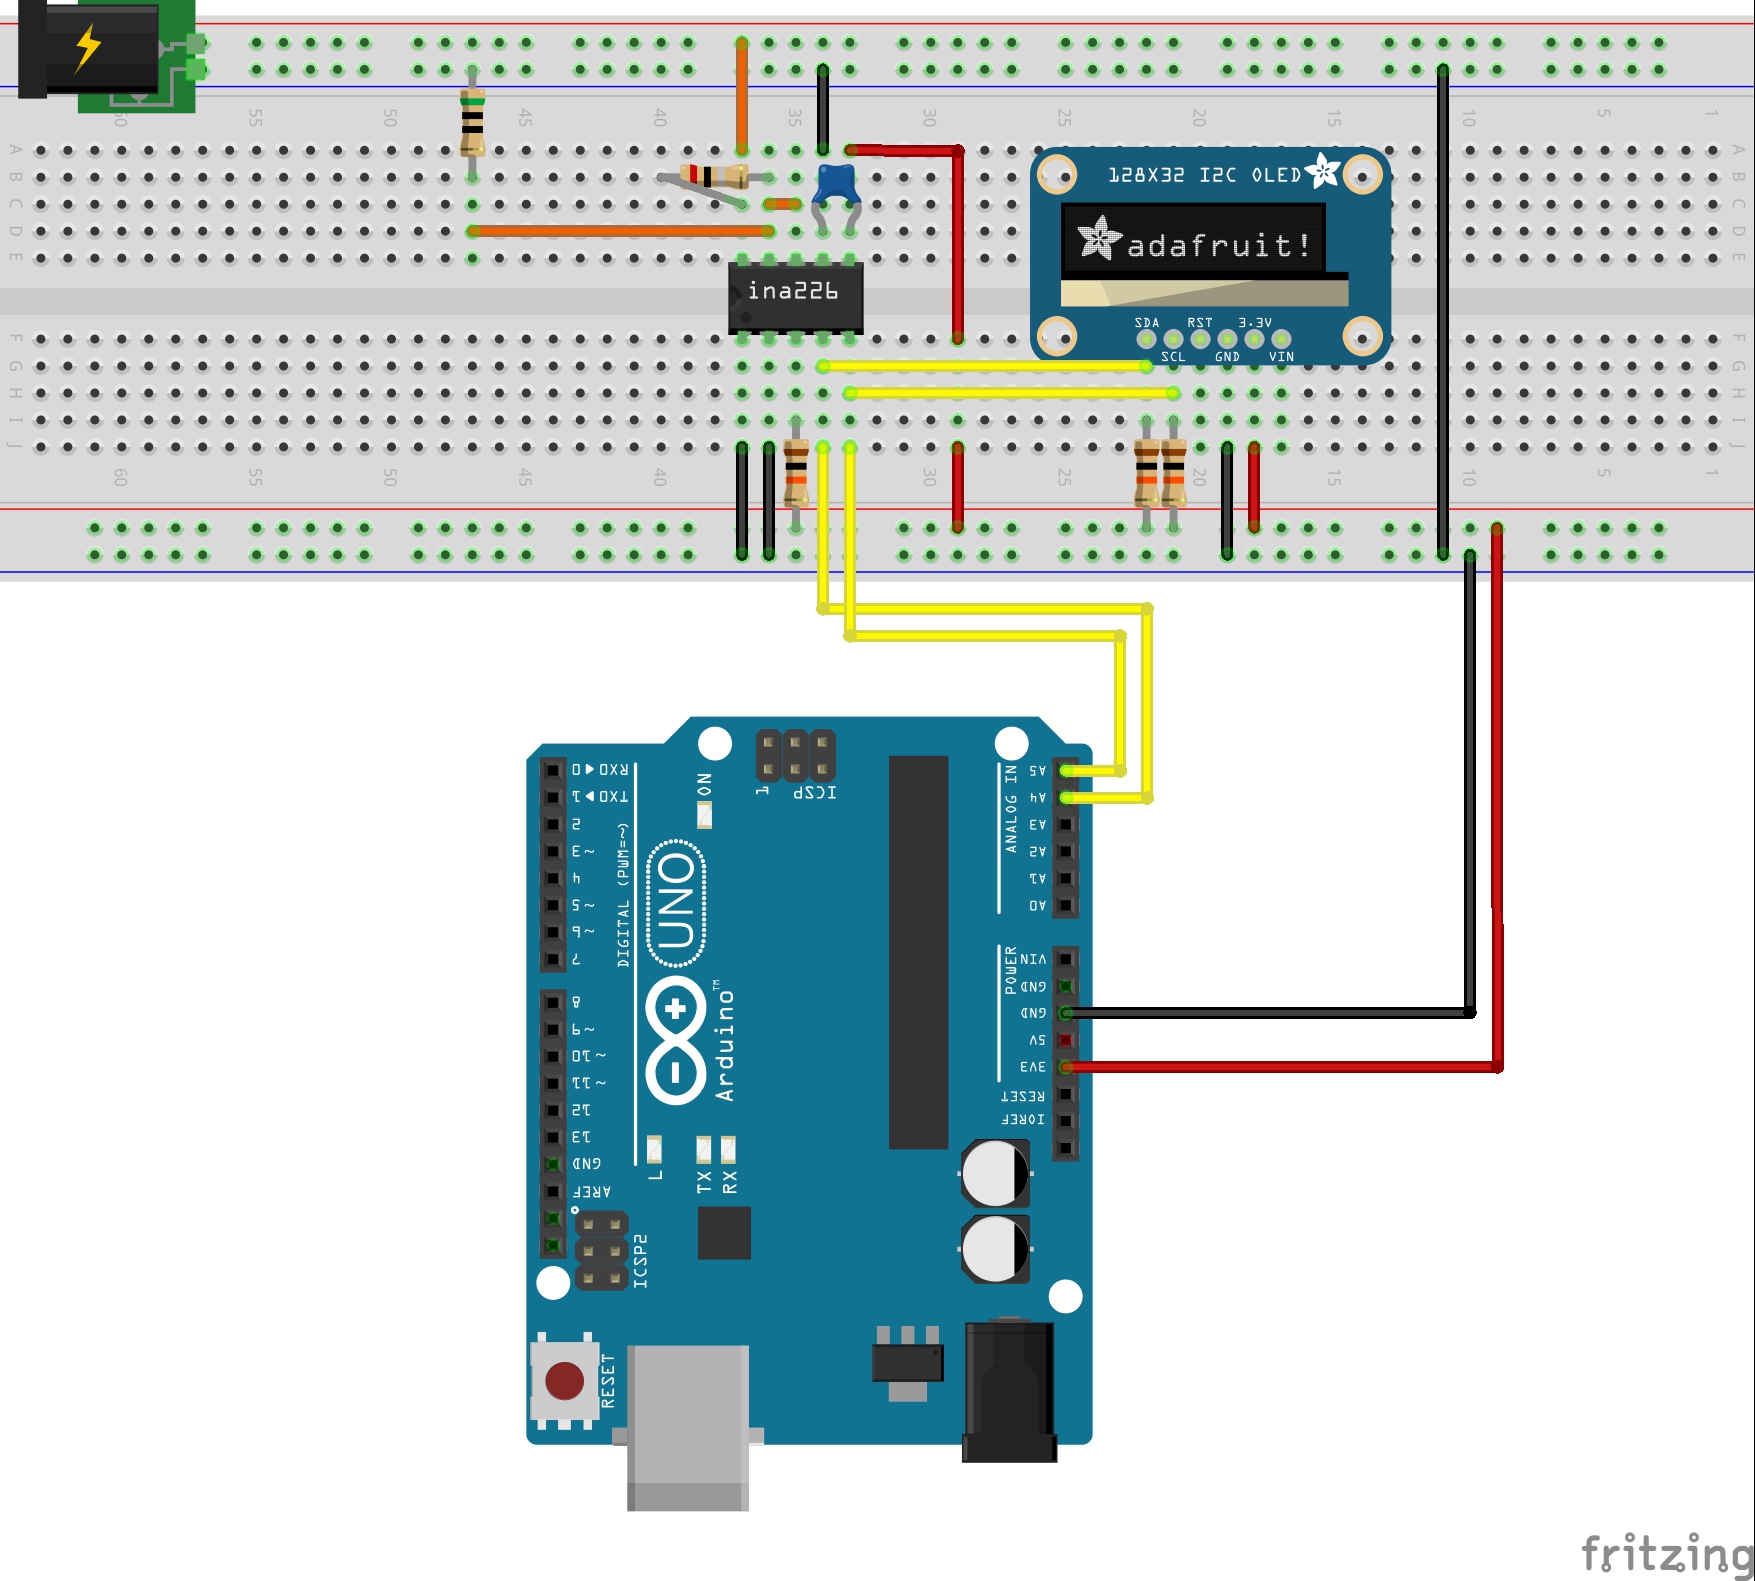 60 55 50 45 40 35 30 25 20 15 10 5 1
A A
B B
C C
D D
E E
128X32 I2C OLED
adafruit!
ina226
SDA RST 3.3V
SCL GND VIN
F F
G G
H H
I I
J J
60 55 50 45 40 35 30 25 20 15 10 5 1
RX0 ◀ 0
TX0 ▶ 1
2
~ 3
4
~ 5
~ 6
7
8
~ 9
~ 10
~ 11
12
13
GND
AREF
DIGITAL (PWM=~)
ON
1 ICSP
UNO
Arduino™
L
TX
RX
ICSP2
RESET
ANALOG IN
A5
A4
A3
A2
A1
A0
POWER
VIN
GND
GND
5V
3V3
RESET
IOREF
fritzing